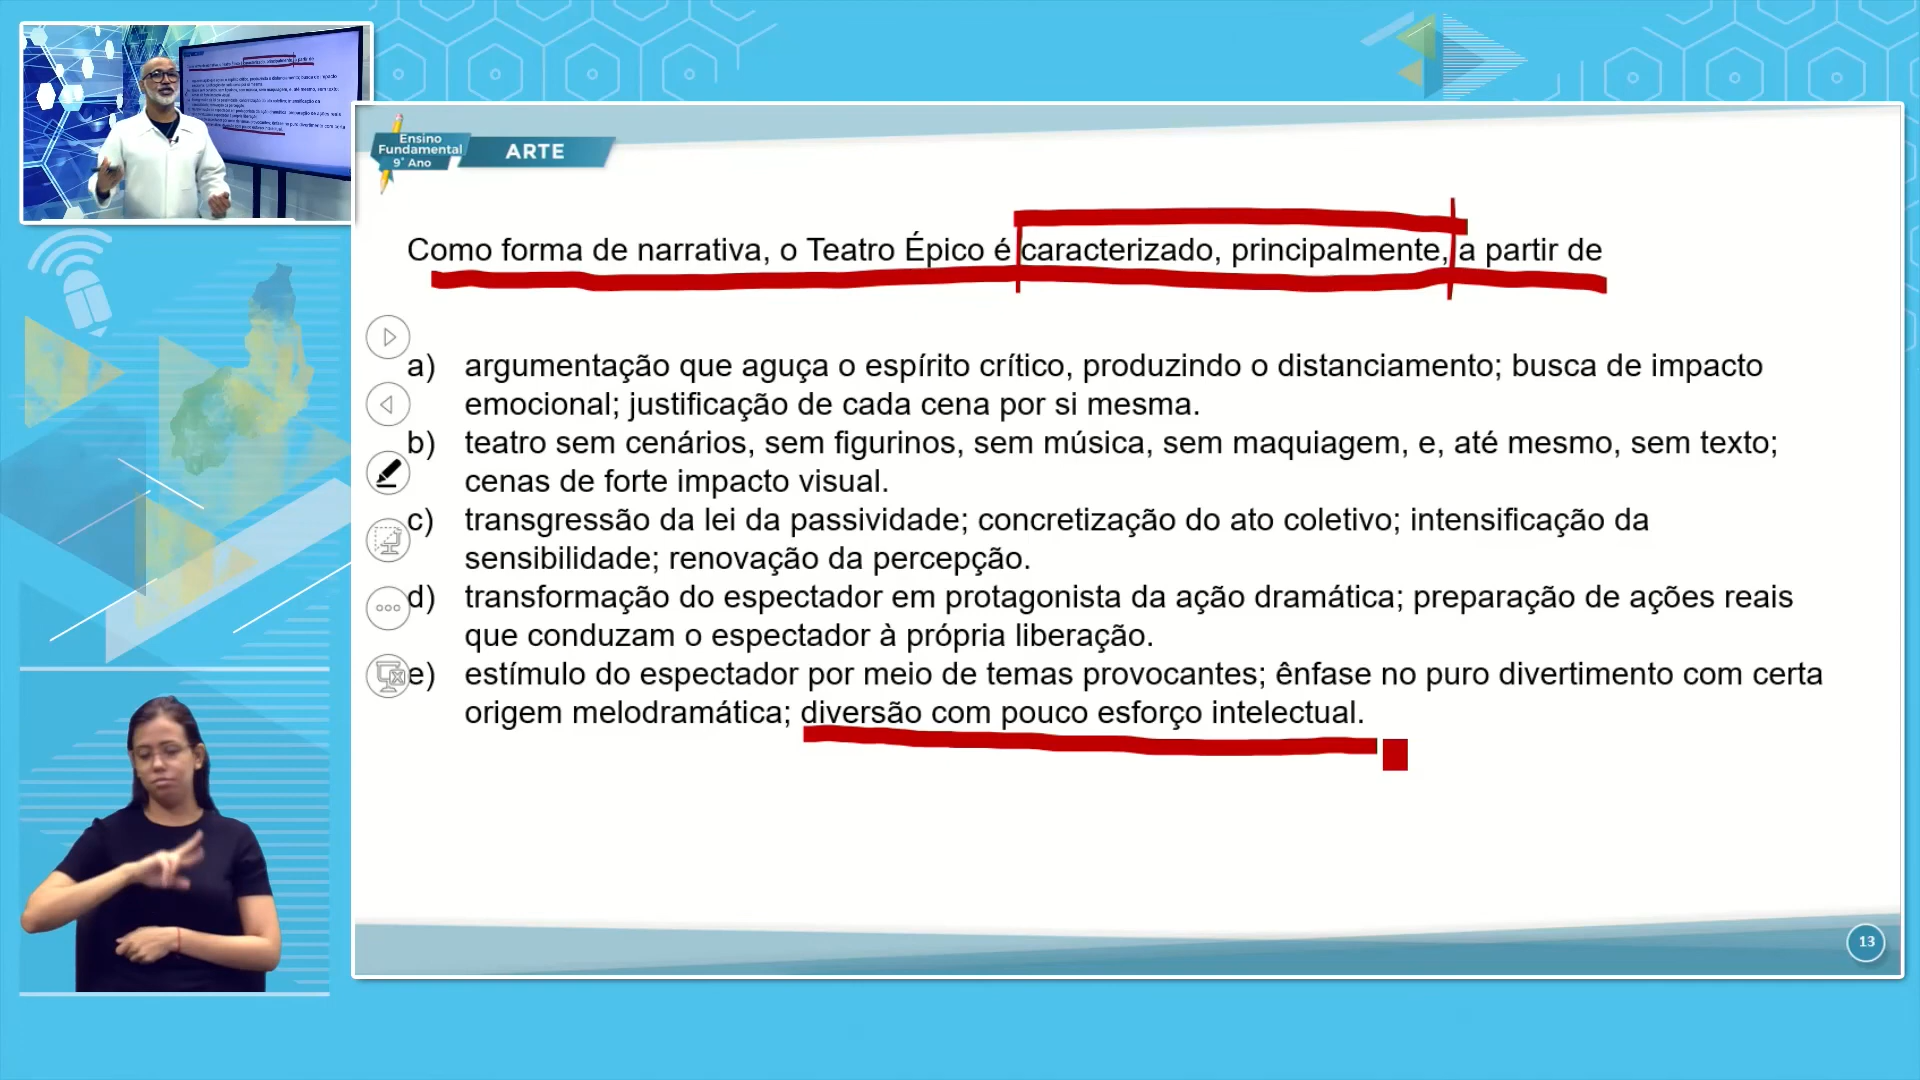 Ensino
Fundamental
9° Ano
ARTE
Como forma de narrativa, o Teatro Épico é caracterizado, principalmente, a partir de
a) argumentação que aguça o espírito crítico, produzindo o distanciamento; busca de impacto
emocional; justificação de cada cena por si mesma.
b) teatro sem cenários, sem figurinos, sem música, sem maquiagem, e, até mesmo, sem texto;
cenas de forte impacto visual.
c) transgressão da lei da passividade; concretização do ato coletivo; intensificação da
sensibilidade; renovação da percepção.
d) transformação do espectador em protagonista da ação dramática; preparação de ações reais
que conduzam o espectador à própria liberação.
e) estímulo do espectador por meio de temas provocantes; ênfase no puro divertimento com certa
origem melodramática; diversão com pouco esforço intelectual.
13